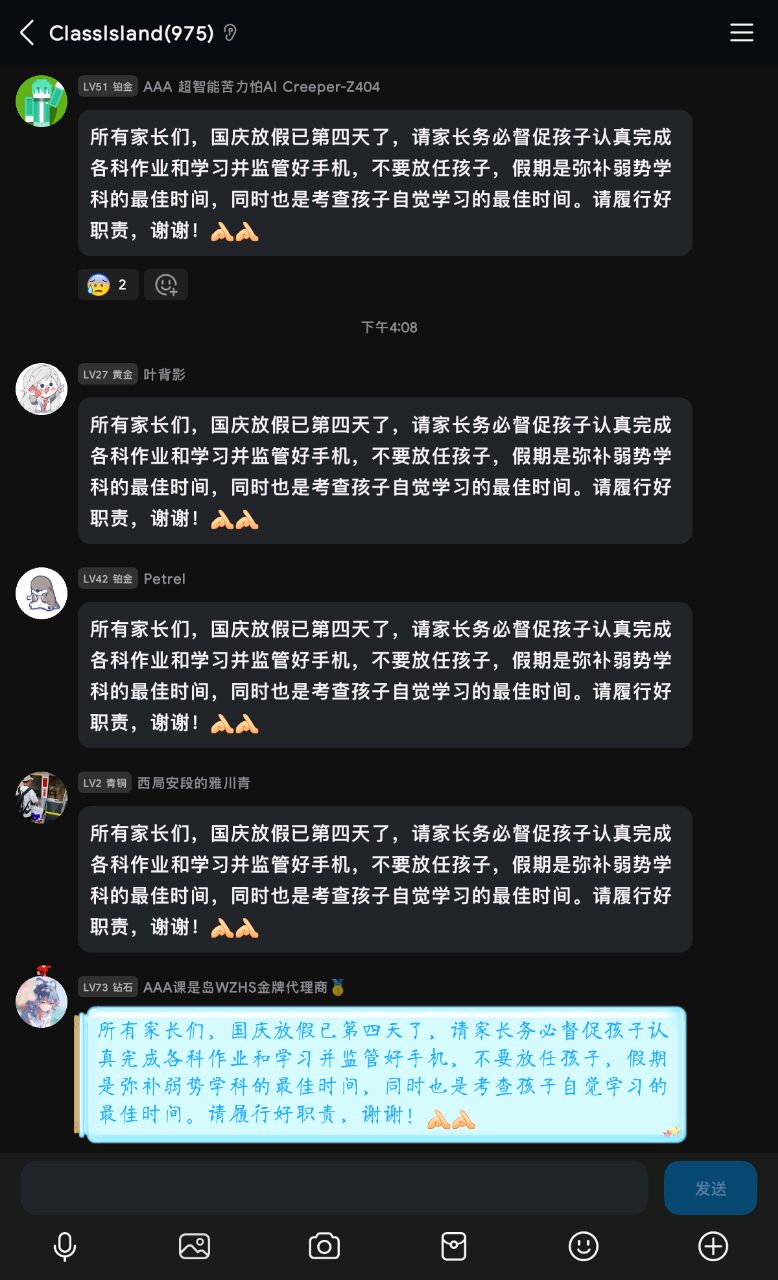 ClassIsland(975)
LV51 铂金 AAA 超智能苦力怕AI Creeper-Z404
所有家长们，国庆放假已第四天了，请家长务必督促孩子认真完成
各科作业和学习并监管好手机，不要放任孩子，假期是弥补弱势学
科的最佳时间，同时也是考查孩子自觉学习的最佳时间。请履行好
职责，谢谢！🙏🙏
😰 2
下午4:08
LV27 黄金 叶背影
所有家长们，国庆放假已第四天了，请家长务必督促孩子认真完成
各科作业和学习并监管好手机，不要放任孩子，假期是弥补弱势学
科的最佳时间，同时也是考查孩子自觉学习的最佳时间。请履行好
职责，谢谢！🙏🙏
LV42 铂金 Petrel
所有家长们，国庆放假已第四天了，请家长务必督促孩子认真完成
各科作业和学习并监管好手机，不要放任孩子，假期是弥补弱势学
科的最佳时间，同时也是考查孩子自觉学习的最佳时间。请履行好
职责，谢谢！🙏🙏
LV2 青铜 西局安段的雅川青
所有家长们，国庆放假已第四天了，请家长务必督促孩子认真完成
各科作业和学习并监管好手机，不要放任孩子，假期是弥补弱势学
科的最佳时间，同时也是考查孩子自觉学习的最佳时间。请履行好
职责，谢谢！🙏🙏
LV73 钻石 AAA课是岛WZHS金牌代理商🏅
所有家长们，国庆放假已第四天了，请家长务必督促孩子认
真完成各科作业和学习并监管好手机，不要放任孩子，假期
是弥补弱势学科的最佳时间，同时也是考查孩子自觉学习的
最佳时间。请履行好职责，谢谢！🙏🙏
发送